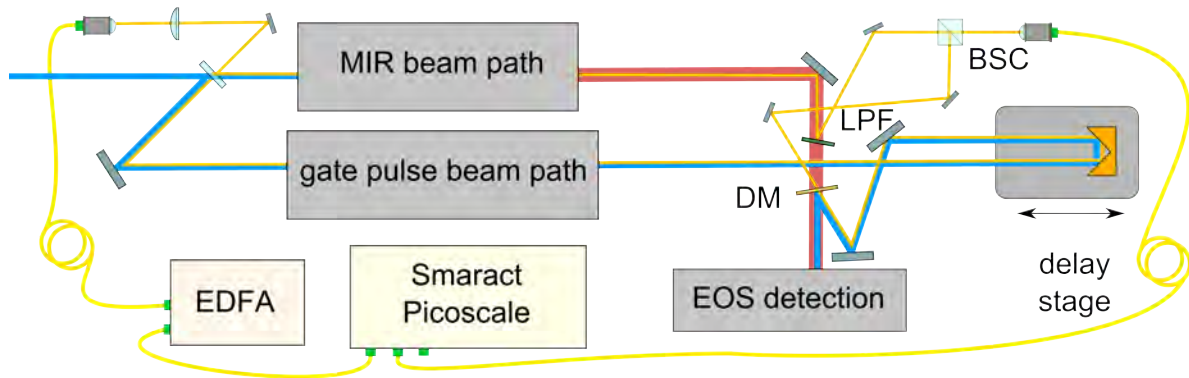 MIR beam path
BSC
LPF
gate pulse beam path
DM
delay
stage
EDFA
Smaract
Picoscale
EOS detection